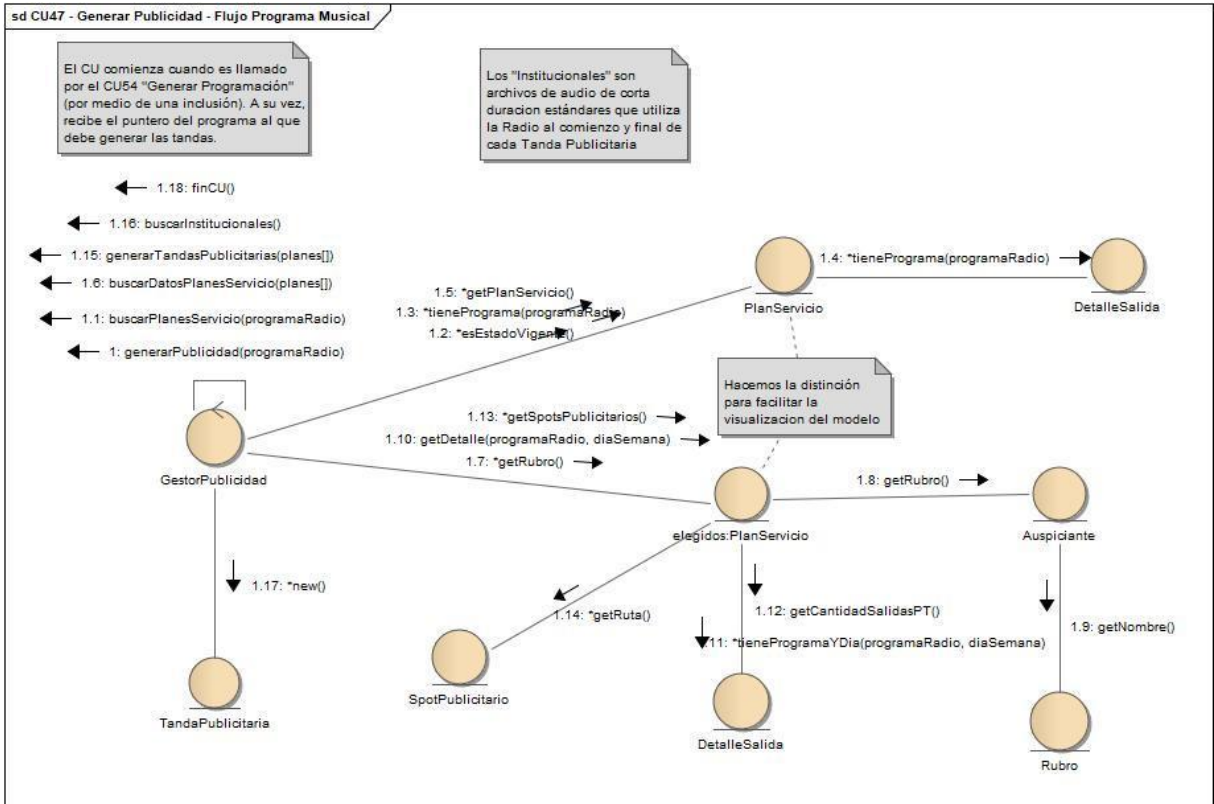 sd CU47 - Generar Publicidad - Flujo Programa Musical
El CU comienza cuando es llamado
por el CU54 "Generar Programación"
(por medio de una inclusión). A su vez,
recibe el puntero del programa al que
debe generar las tandas.
Los "Institucionales" son
archivos de audio de corta
duracion estándares que utiliza
la Radio al comienzo y final de
cada Tanda Publicitaria
1.18: finCU()
1.16: buscarInstitucionales()
1.15: generarTandasPublicitarias(planes[])
1.6: buscarDatosPlanesServicio(planes[])
1.1: buscarPlanesServicio(programaRadio)
1: generarPublicidad(programaRadio)
1.5: *getPlanServicio()
1.3: *tienePrograma(programaRadio)
1.2: *esEstadoVigente()
1.4: *tienePrograma(programaRadio)
PlanServicio
DetalleSalida
Hacemos la distinción
para facilitar la
visualizacion del modelo
1.13: *getSpotsPublicitarios()
1.10: getDetalle(programaRadio, diaSemana)
1.7: *getRubro()
GestorPublicidad
1.8: getRubro()
elegidos:PlanServicio
Auspiciante
1.17: *new()
1.14: *getRuta()
1.12: getCantidadSalidasPT()
1.11: *tieneProgramaYDia(programaRadio, diaSemana)
1.9: getNombre()
TandaPublicitaria
SpotPublicitario
DetalleSalida
Rubro